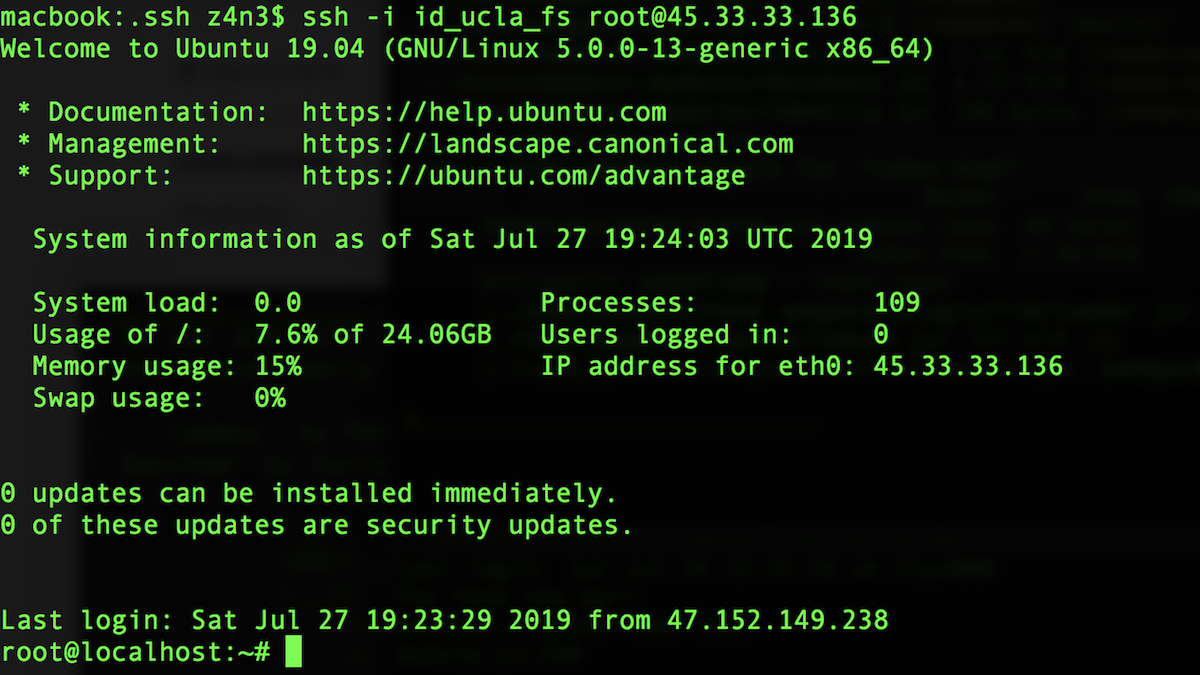 macbook:.ssh z4n3$ ssh -i id_ucla_fs root@45.33.33.136
Welcome to Ubuntu 19.04 (GNU/Linux 5.0.0-13-generic x86_64)
* Documentation: https://help.ubuntu.com
* Management: https://landscape.canonical.com
* Support: https://ubuntu.com/advantage
System information as of Sat Jul 27 19:24:03 UTC 2019
System load: 0.0 Processes: 109
Usage of /: 7.6% of 24.06GB Users logged in: 0
Memory usage: 15% IP address for eth0: 45.33.33.136
Swap usage: 0%
0 updates can be installed immediately.
0 of these updates are security updates.
Last login: Sat Jul 27 19:23:29 2019 from 47.152.149.238
root@localhost:~#